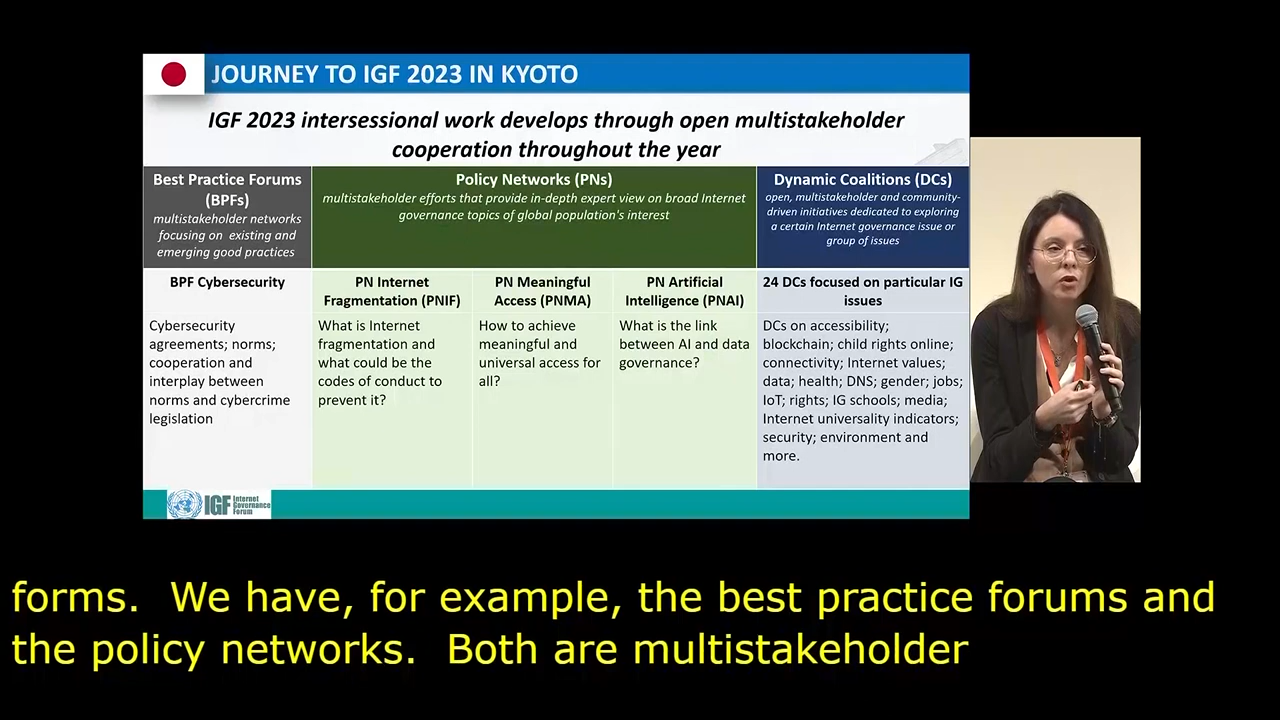 JOURNEY TO IGF 2023 IN KYOTO
IGF 2023 intersessional work develops through open multistakeholder
cooperation throughout the year
Best Practice Forums
(BPFs)
multistakeholder networks
focusing on existing and
emerging good practices
Policy Networks (PNs)
multistakeholder efforts that provide in-depth expert view on broad Internet
governance topics of global population's interest
Dynamic Coalitions (DCs)
open, multistakeholder and community-
driven initiatives dedicated to exploring
a certain Internet governance issue or
group of issues
BPF Cybersecurity
Cybersecurity
agreements; norms;
cooperation and
interplay between
norms and cybercrime
legislation
PN Internet
Fragmentation (PNIF)
What is Internet
fragmentation and
what could be the
codes of conduct to
prevent it?
PN Meaningful
Access (PNMA)
How to achieve
meaningful and
universal access for
all?
PN Artificial
Intelligence (PNAI)
What is the link
between AI and data
governance?
24 DCs focused on particular IG
issues
DCs on accessibility;
blockchain; child rights online;
connectivity; Internet values;
data; health; DNS; gender; jobs;
IoT; rights; IG schools; media;
Internet universality indicators;
security; environment and
more.
IGF
Internet
Governance
Forum
forms.  We have, for example, the best practice forums and
the policy networks.  Both are multistakeholder